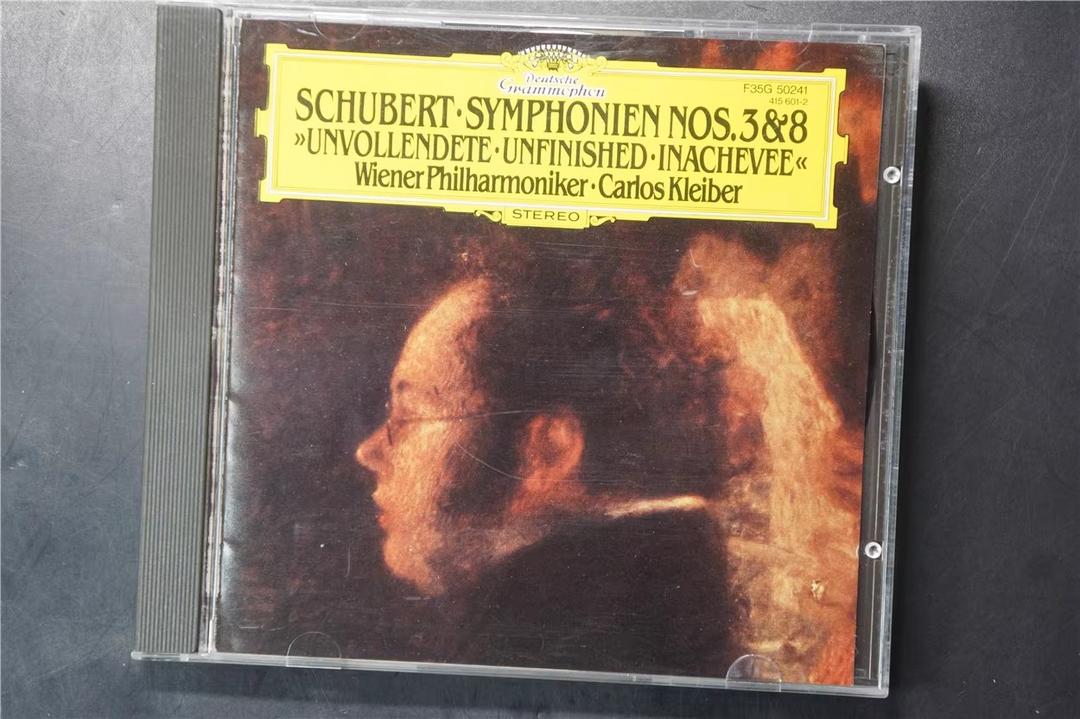 Deutsche
Grammophon
F35G 50241
415 601-2
SCHUBERT·SYMPHONIEN NOS.3&8
»UNVOLLENDETE·UNFINISHED·INACHEVEE«
Wiener Philharmoniker·Carlos Kleiber
STEREO